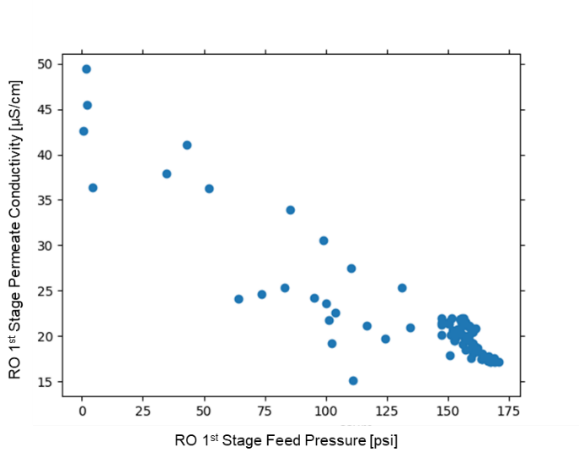 RO 1st Stage Permeate Conductivity [µS/cm]
50
45
40
35
30
25
20
15
0 25 50 75 100 125 150 175
RO 1st Stage Feed Pressure [psi]